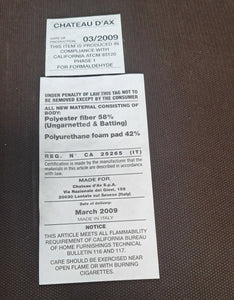 CHATEAU D'AX
DATE OF
PRODUCTION: 03/2009
THIS ITEM IS PRODUCED IN
COMPLIANCE WITH
CALIFORNIA ATCM 93120
PHASE 1
FOR FORMALDEHYDE
UNDER PENALTY OF LAW THIS TAG NOT TO
BE REMOVED EXCEPT BY THE CONSUMER
ALL NEW MATERIAL CONSISTING OF
BODY:
Polyester fiber 58%
(Ungarnetted & Batting)
Polyurethane foam pad 42%
REG. N° CA 25265 (IT)
Certification is made by the manufacturer that the
materials in this article are described in accordance
with law.
MADE FOR:
Chateau d'Ax S.p.A.
Via Nazionale dei Giovi, 159
20030 Lentate sul Seveso (Italy)
Date of delivery:
March 2009
MADE IN ITALY
NOTICE
THIS ARTICLE MEETS ALL FLAMMABILITY
REQUIREMENT OF CALIFORNIA BUREAU
OF HOME FURNISHINGS TECHNICAL
BULLETIN 116 AND 117.
CARE SHOULD BE EXERCISED NEAR
OPEN FLAME OR WITH BURNING
CIGARETTES.